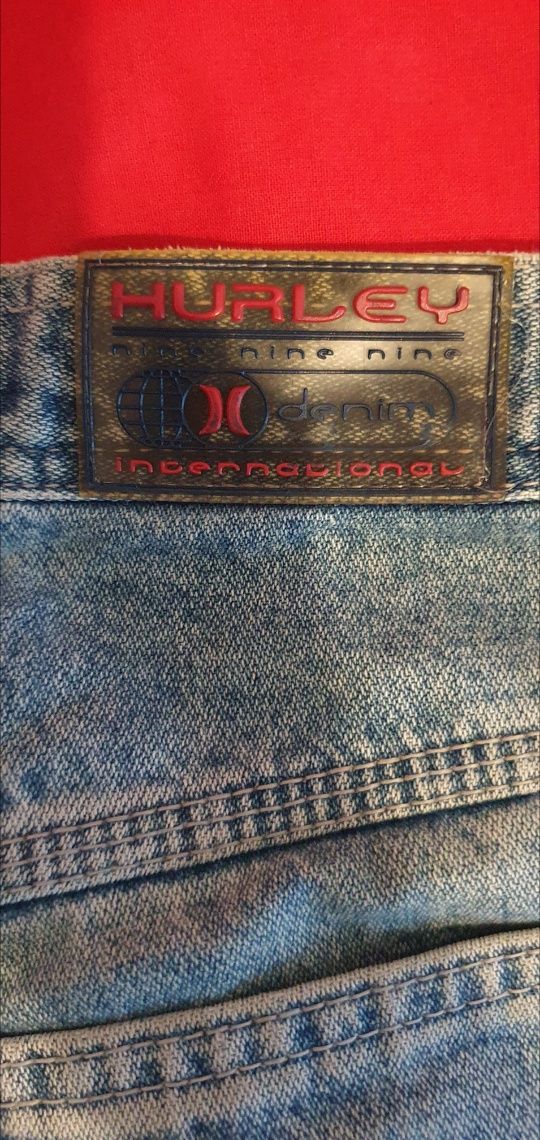 HURLEY
nine nine nine
denim
international